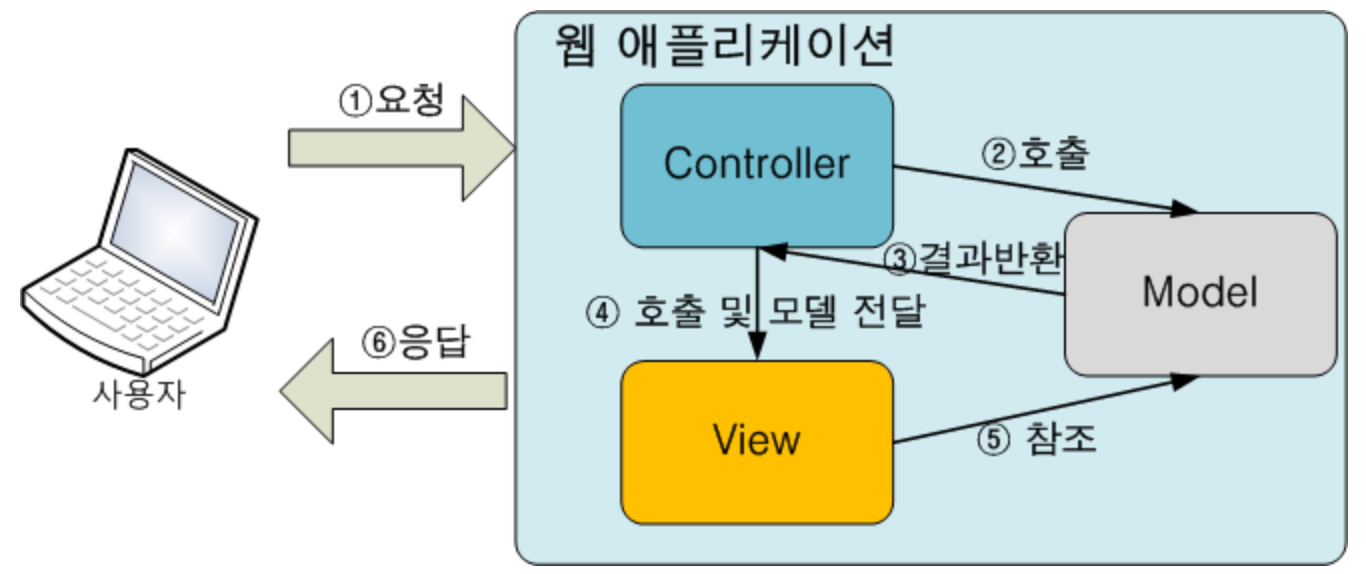 웹 애플리케이션
①요청
Controller
②호출
③결과반환
Model
④ 호출 및 모델 전달
⑥응답
사용자
View
⑤ 참조